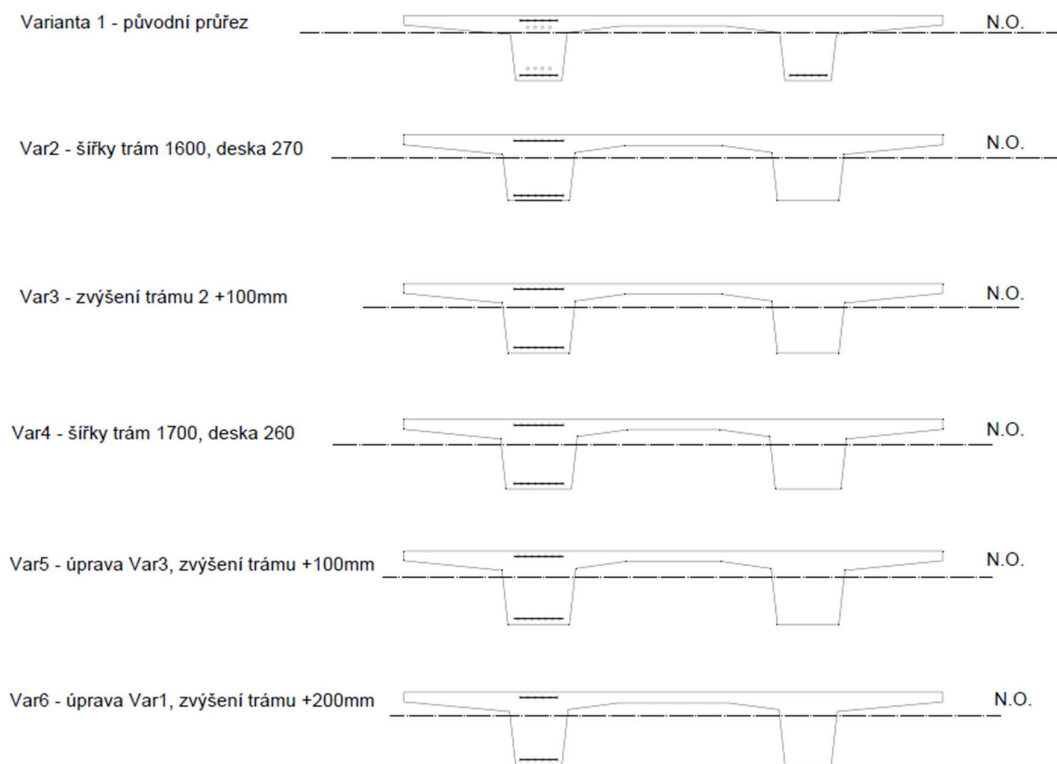 Varianta 1 - původní průřez N.O.
Var2 - šířky trám 1600, deska 270 N.O.
Var3 - zvýšení trámu 2 +100mm N.O.
Var4 - šířky trám 1700, deska 260 N.O.
Var5 - úprava Var3, zvýšení trámu +100mm N.O.
Var6 - úprava Var1, zvýšení trámu +200mm N.O.